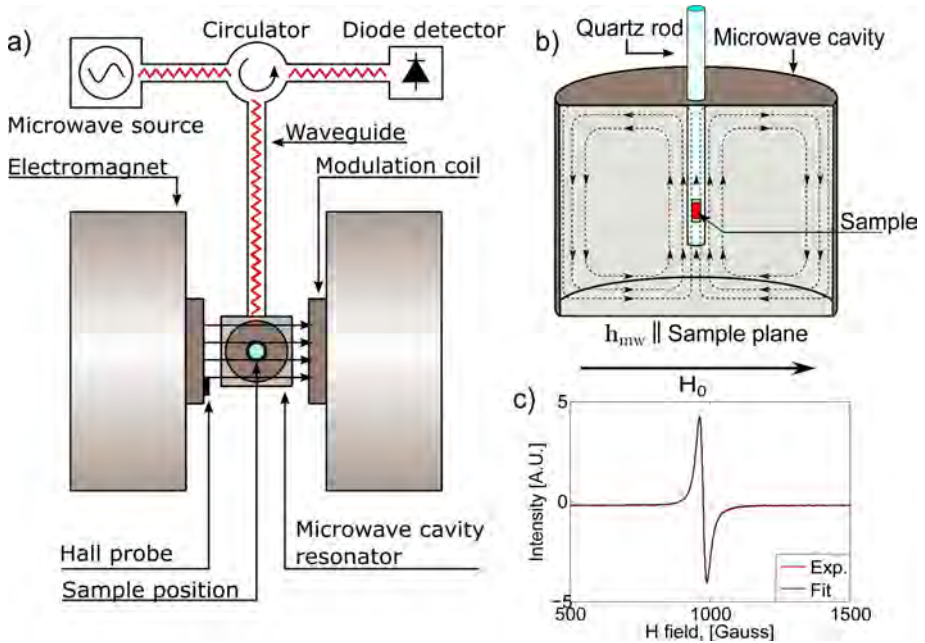 a)
Circulator
Diode detector
Microwave source
Waveguide
Electromagnet
Modulation coil
Hall probe
Sample position
Microwave cavity
resonator
b)
Quartz rod
Microwave cavity
Sample
h_mw ∥ Sample plane
H_0
c)
Intensity [A.U.]
5
0
−5
500
1000
1500
H field, [Gauss]
Exp.
Fit